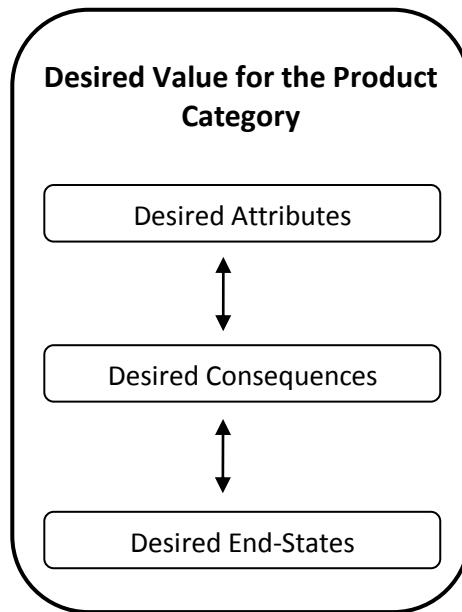 Desired Value for the Product
Category
Desired Attributes
Desired Consequences
Desired End-States